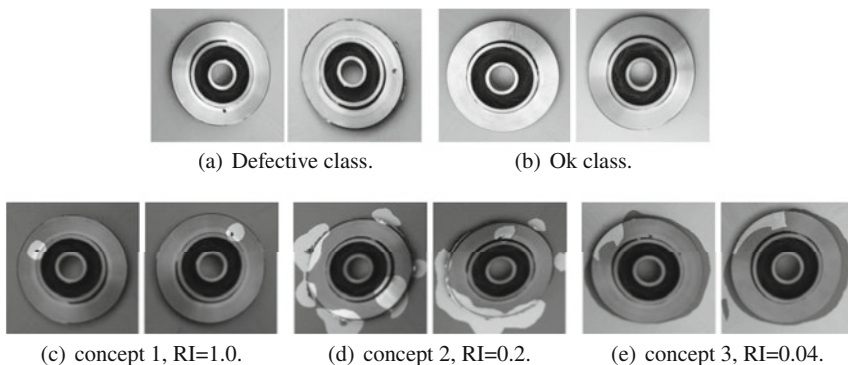 (a) Defective class.
(b) Ok class.
(c) concept 1, RI=1.0.
(d) concept 2, RI=0.2.
(e) concept 3, RI=0.04.